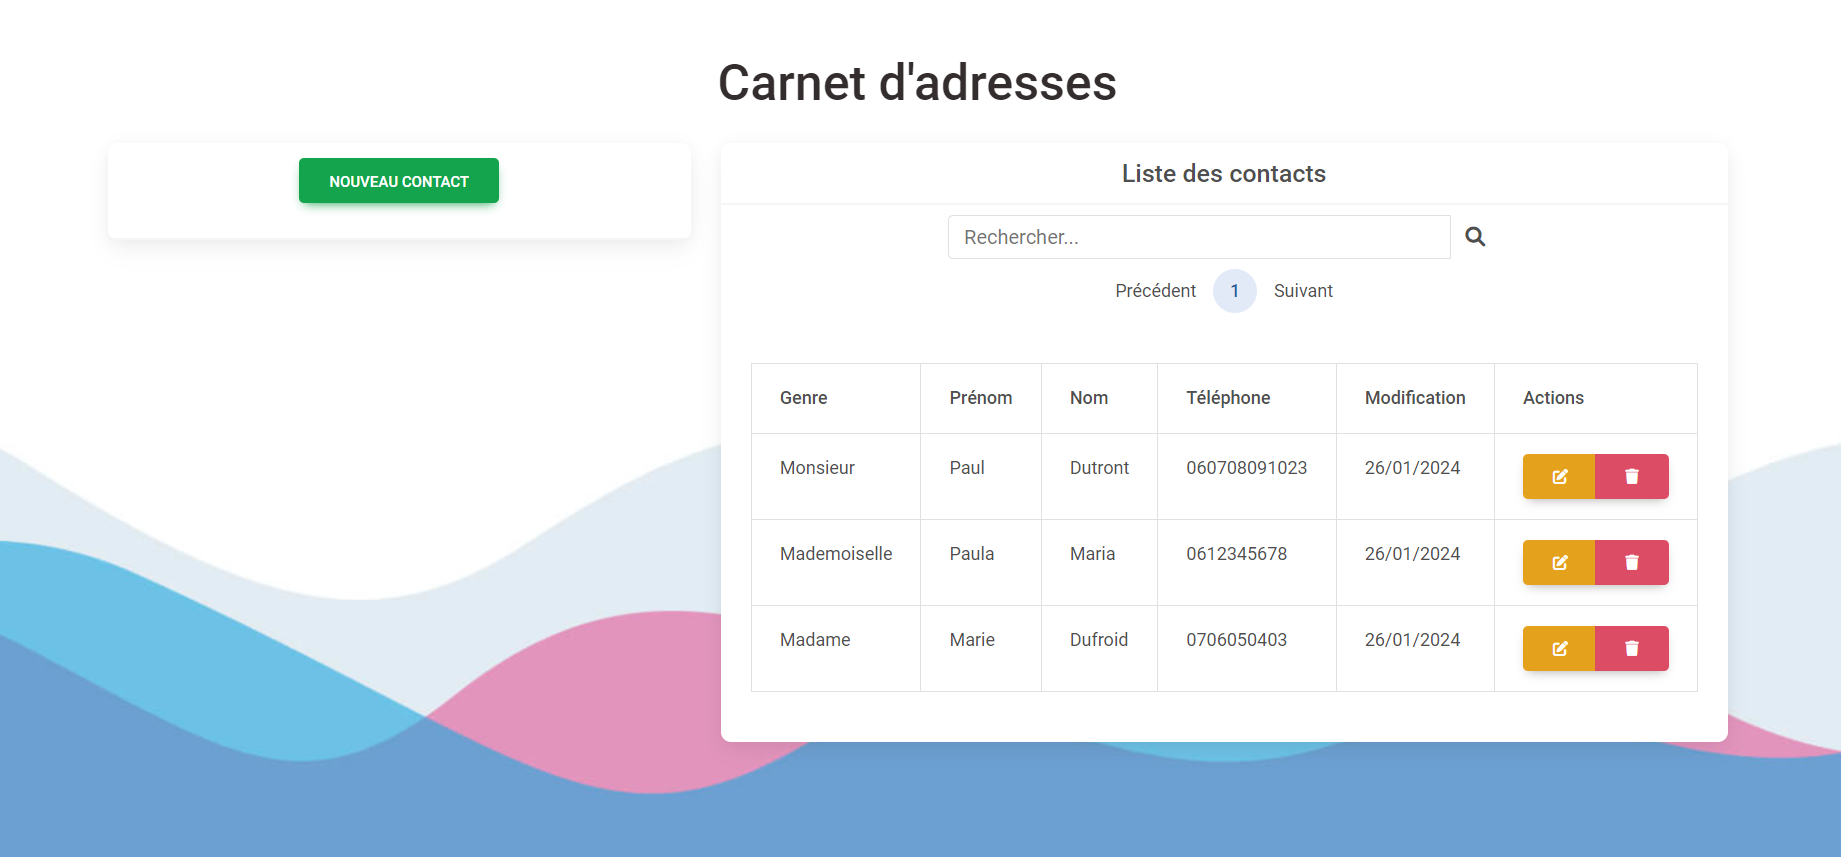 Carnet d'adresses
NOUVEAU CONTACT
Liste des contacts
Rechercher...
Précédent 1 Suivant
Genre Prénom Nom Téléphone Modification Actions
Monsieur Paul Dutront 060708091023 26/01/2024
Mademoiselle Paula Maria 0612345678 26/01/2024
Madame Marie Dufroid 0706050403 26/01/2024